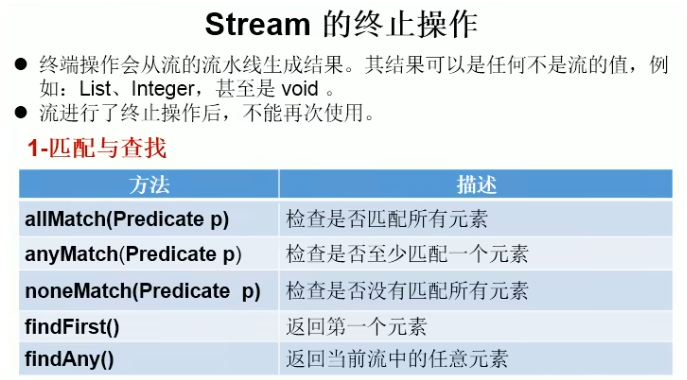 Stream 的终止操作
● 终端操作会从流的流水线生成结果。其结果可以是任何不是流的值，例
如：List、Integer，甚至是 void 。
● 流进行了终止操作后，不能再次使用。
1-匹配与查找
方法 描述
allMatch(Predicate p) 检查是否匹配所有元素
anyMatch(Predicate p) 检查是否至少匹配一个元素
noneMatch(Predicate p) 检查是否没有匹配所有元素
findFirst() 返回第一个元素
findAny() 返回当前流中的任意元素